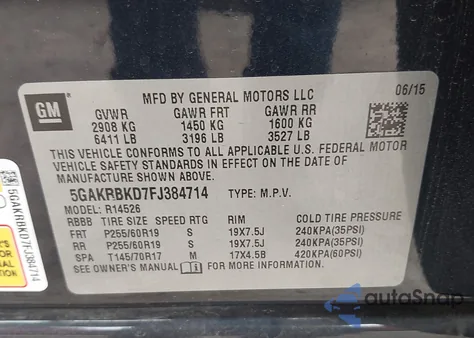 GM
MFD BY GENERAL MOTORS LLC
06/15
GVWR GAWR FRT GAWR RR
2908 KG 1450 KG 1600 KG
6411 LB 3196 LB 3527 LB
THIS VEHICLE CONFORMS TO ALL APPLICABLE U.S. FEDERAL MOTOR
VEHICLE SAFETY STANDARDS IN EFFECT ON THE DATE OF
MANUFACTURE SHOWN ABOVE.
5GAKRBKD7FJ384714 TYPE: M.P.V.
MODEL: R14526
RBBB TIRE SIZE SPEED RTG RIM COLD TIRE PRESSURE
FRT P255/60R19 S 19X7.5J 240KPA(35PSI)
RR P255/60R19 S 19X7.5J 240KPA(35PSI)
SPA T145/70R17 M 17X4.5B 420KPA(60PSI)
SEE OWNER'S MANUAL FOR MORE INFORMATION.
5GAKRBKD7FJ384714
autoSnap